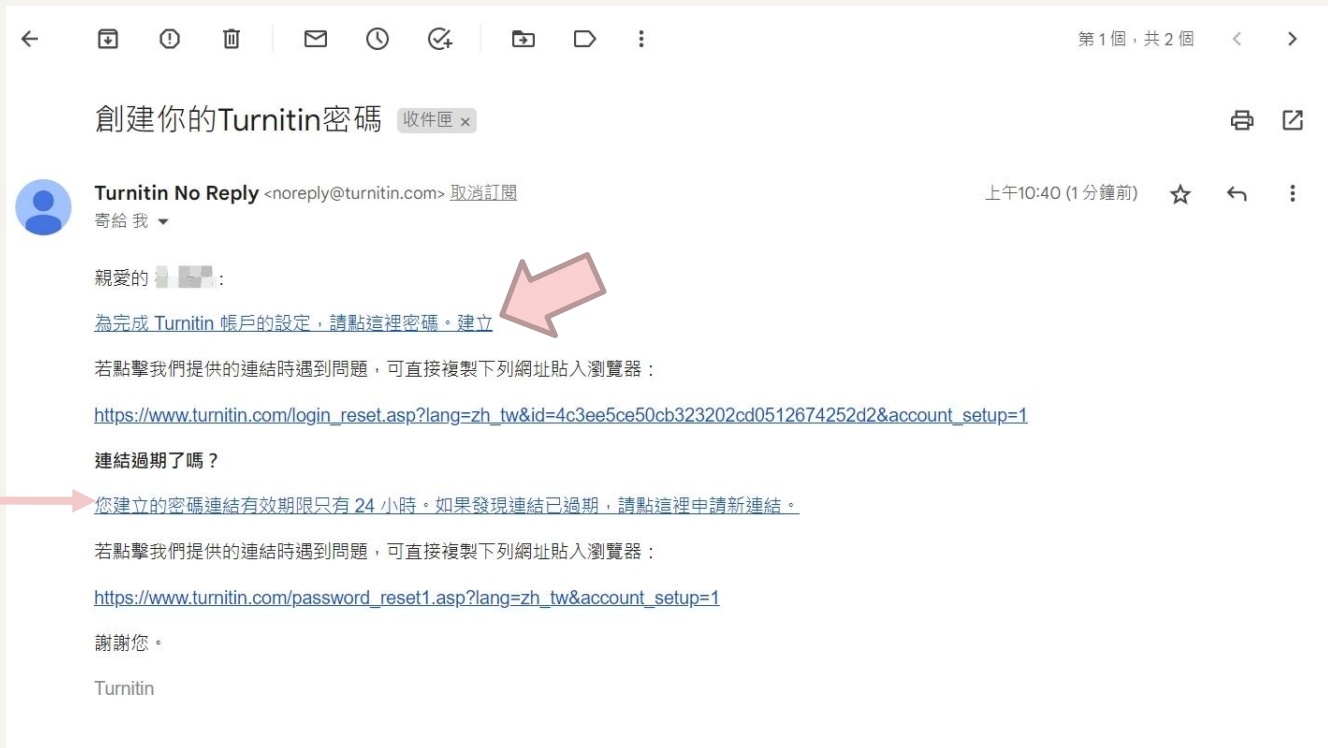 第 1 個，共 2 個
創建你的Turnitin密碼 收件匣 ×
Turnitin No Reply <noreply@turnitin.com> 取消訂閱 上午10:40 (1 分鐘前)
寄給 我
親愛的 :
為完成 Turnitin 帳戶的設定，請點這裡密碼。建立
若點擊我們提供的連結時遇到問題，可直接複製下列網址貼入瀏覽器：
https://www.turnitin.com/login_reset.asp?lang=zh_tw&id=4c3ee5ce50cb323202cd0512674252d2&account_setup=1
連結過期了嗎？
您建立的密碼連結有效期限只有 24 小時。如果發現連結已過期，請點這裡申請新連結。
若點擊我們提供的連結時遇到問題，可直接複製下列網址貼入瀏覽器：
https://www.turnitin.com/password_reset1.asp?lang=zh_tw&account_setup=1
謝謝您。
Turnitin